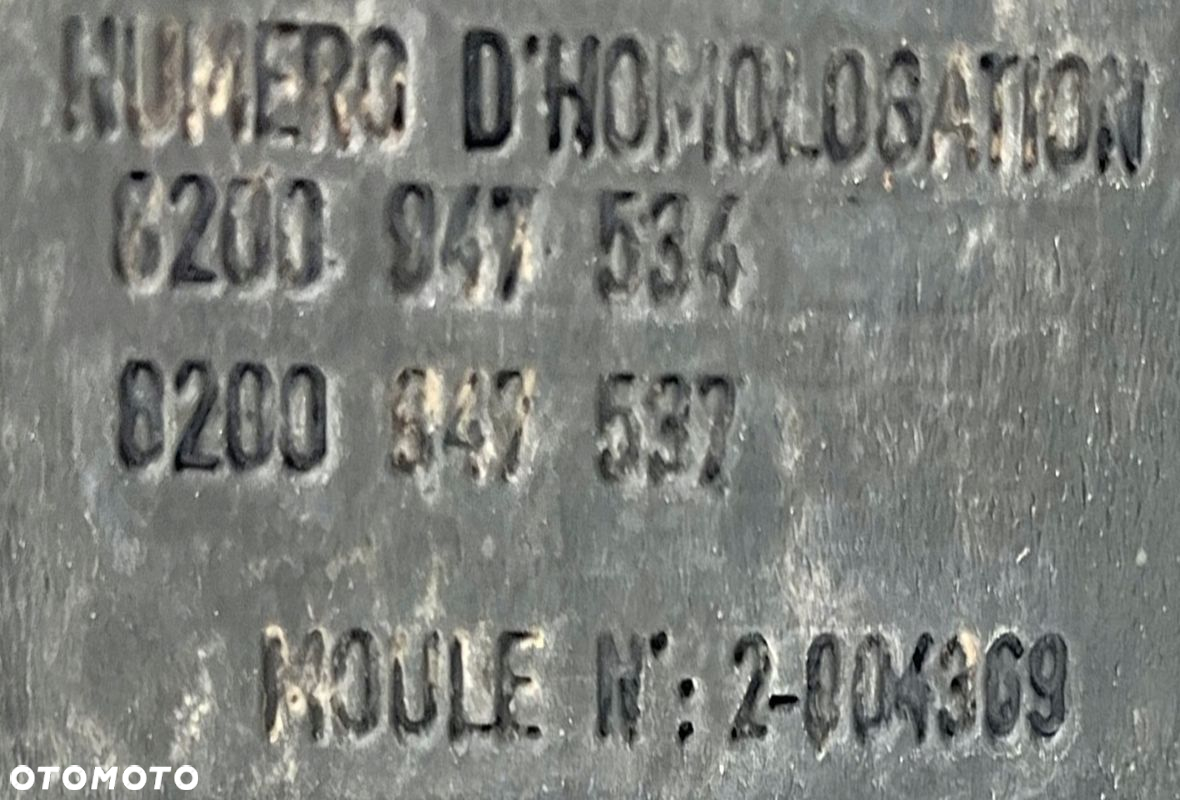 NUMERO D'HOMOLOGATION
8200 947 534
8200 947 537
MOULE N°: 2-004369
OTOMOTO